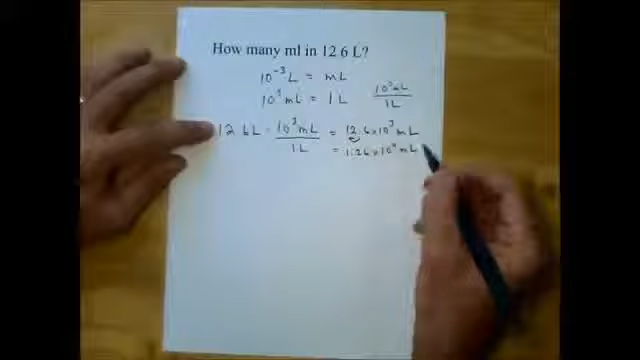 How many ml in 12.6 L?
10⁻³ L = mL
10³ mL = 1 L 10³ mL / 1 L
12.6 L · 10³ mL / 1 L = 12.6 x 10³ mL
= 1.26 x 10⁴ mL